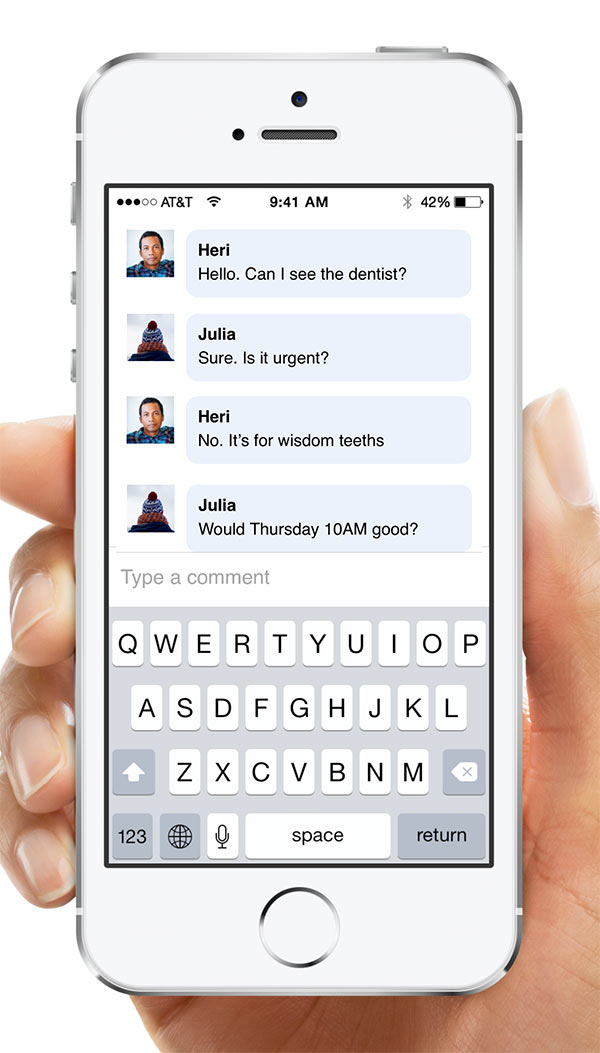 AT&T 9:41 AM 42%
Heri
Hello. Can I see the dentist?
Julia
Sure. Is it urgent?
Heri
No. It's for wisdom teeths
Julia
Would Thursday 10AM good?
Type a comment
Q W E R T Y U I O P
A S D F G H J K L
Z X C V B N M
123 space return